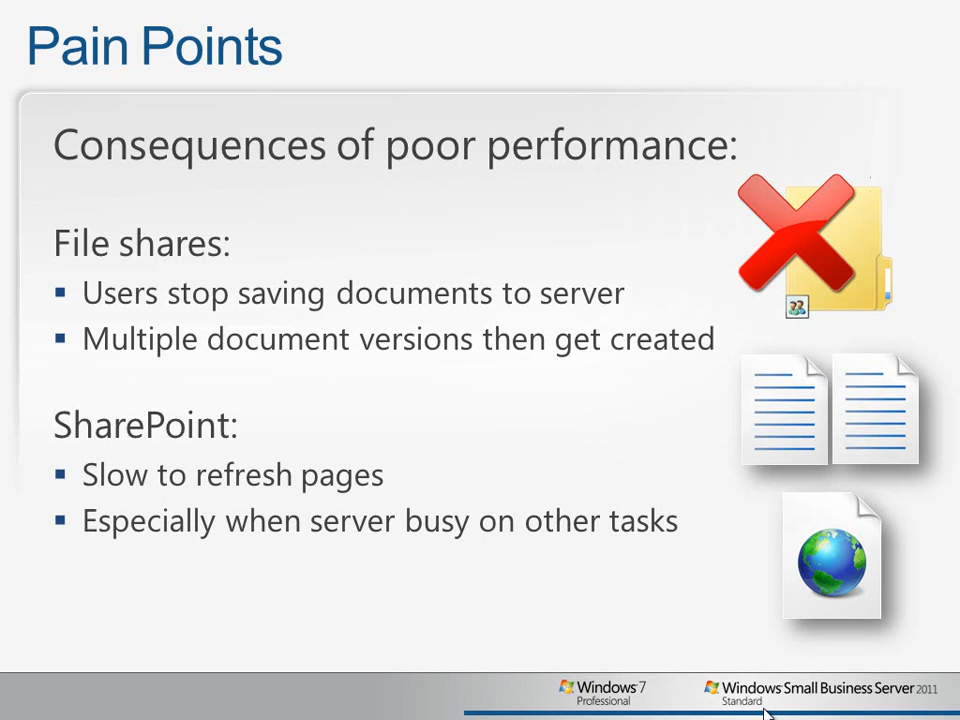 Pain Points
Consequences of poor performance:
File shares:
Users stop saving documents to server
Multiple document versions then get created
SharePoint:
Slow to refresh pages
Especially when server busy on other tasks
Windows 7
Professional
Windows Small Business Server 2011
Standard